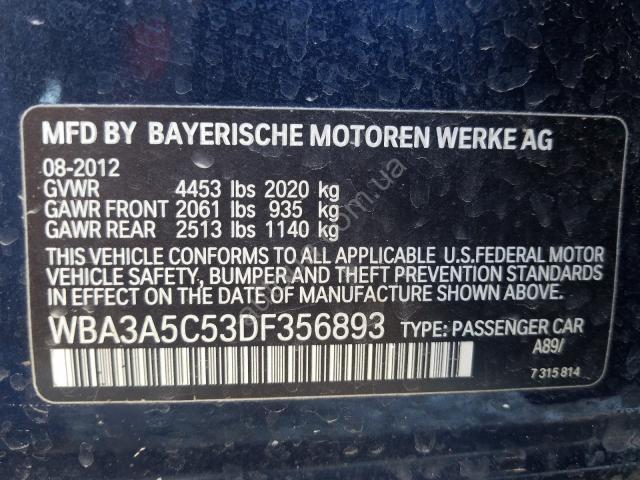 MFD BY BAYERISCHE MOTOREN WERKE AG
08-2012
GVWR 4453 lbs 2020 kg
GAWR FRONT 2061 lbs 935 kg
GAWR REAR 2513 lbs 1140 kg
THIS VEHICLE CONFORMS TO ALL APPLICABLE U.S.FEDERAL MOTOR
VEHICLE SAFETY, BUMPER AND THEFT PREVENTION STANDARDS
IN EFFECT ON THE DATE OF MANUFACTURE SHOWN ABOVE.
WBA3A5C53DF356893 TYPE: PASSENGER CAR
A89/
7 315 814